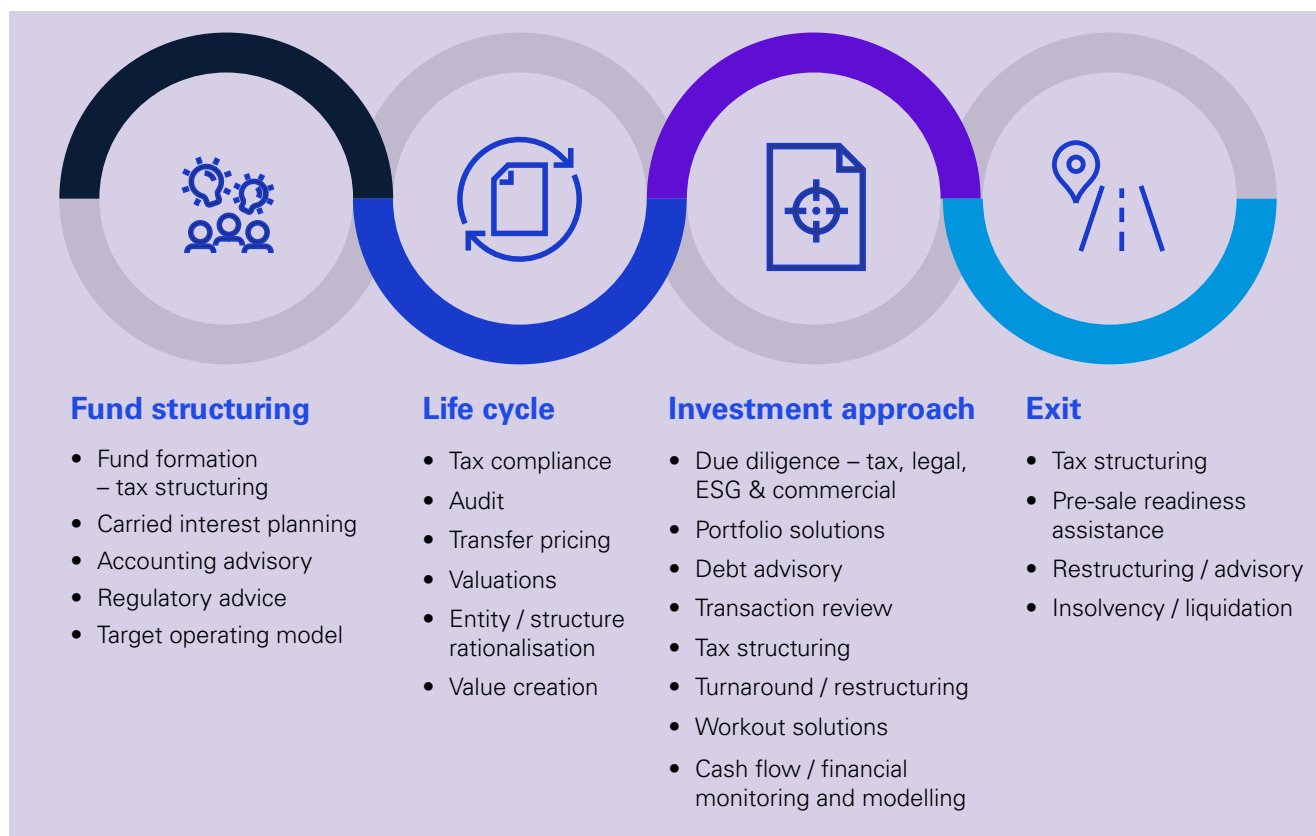 Fund structuring
• Fund formation
– tax structuring
• Carried interest planning
• Accounting advisory
• Regulatory advice
• Target operating model
Life cycle
• Tax compliance
• Audit
• Transfer pricing
• Valuations
• Entity / structure
rationalisation
• Value creation
Investment approach
• Due diligence – tax, legal,
ESG & commercial
• Portfolio solutions
• Debt advisory
• Transaction review
• Tax structuring
• Turnaround / restructuring
• Workout solutions
• Cash flow / financial
monitoring and modelling
Exit
• Tax structuring
• Pre-sale readiness
assistance
• Restructuring / advisory
• Insolvency / liquidation